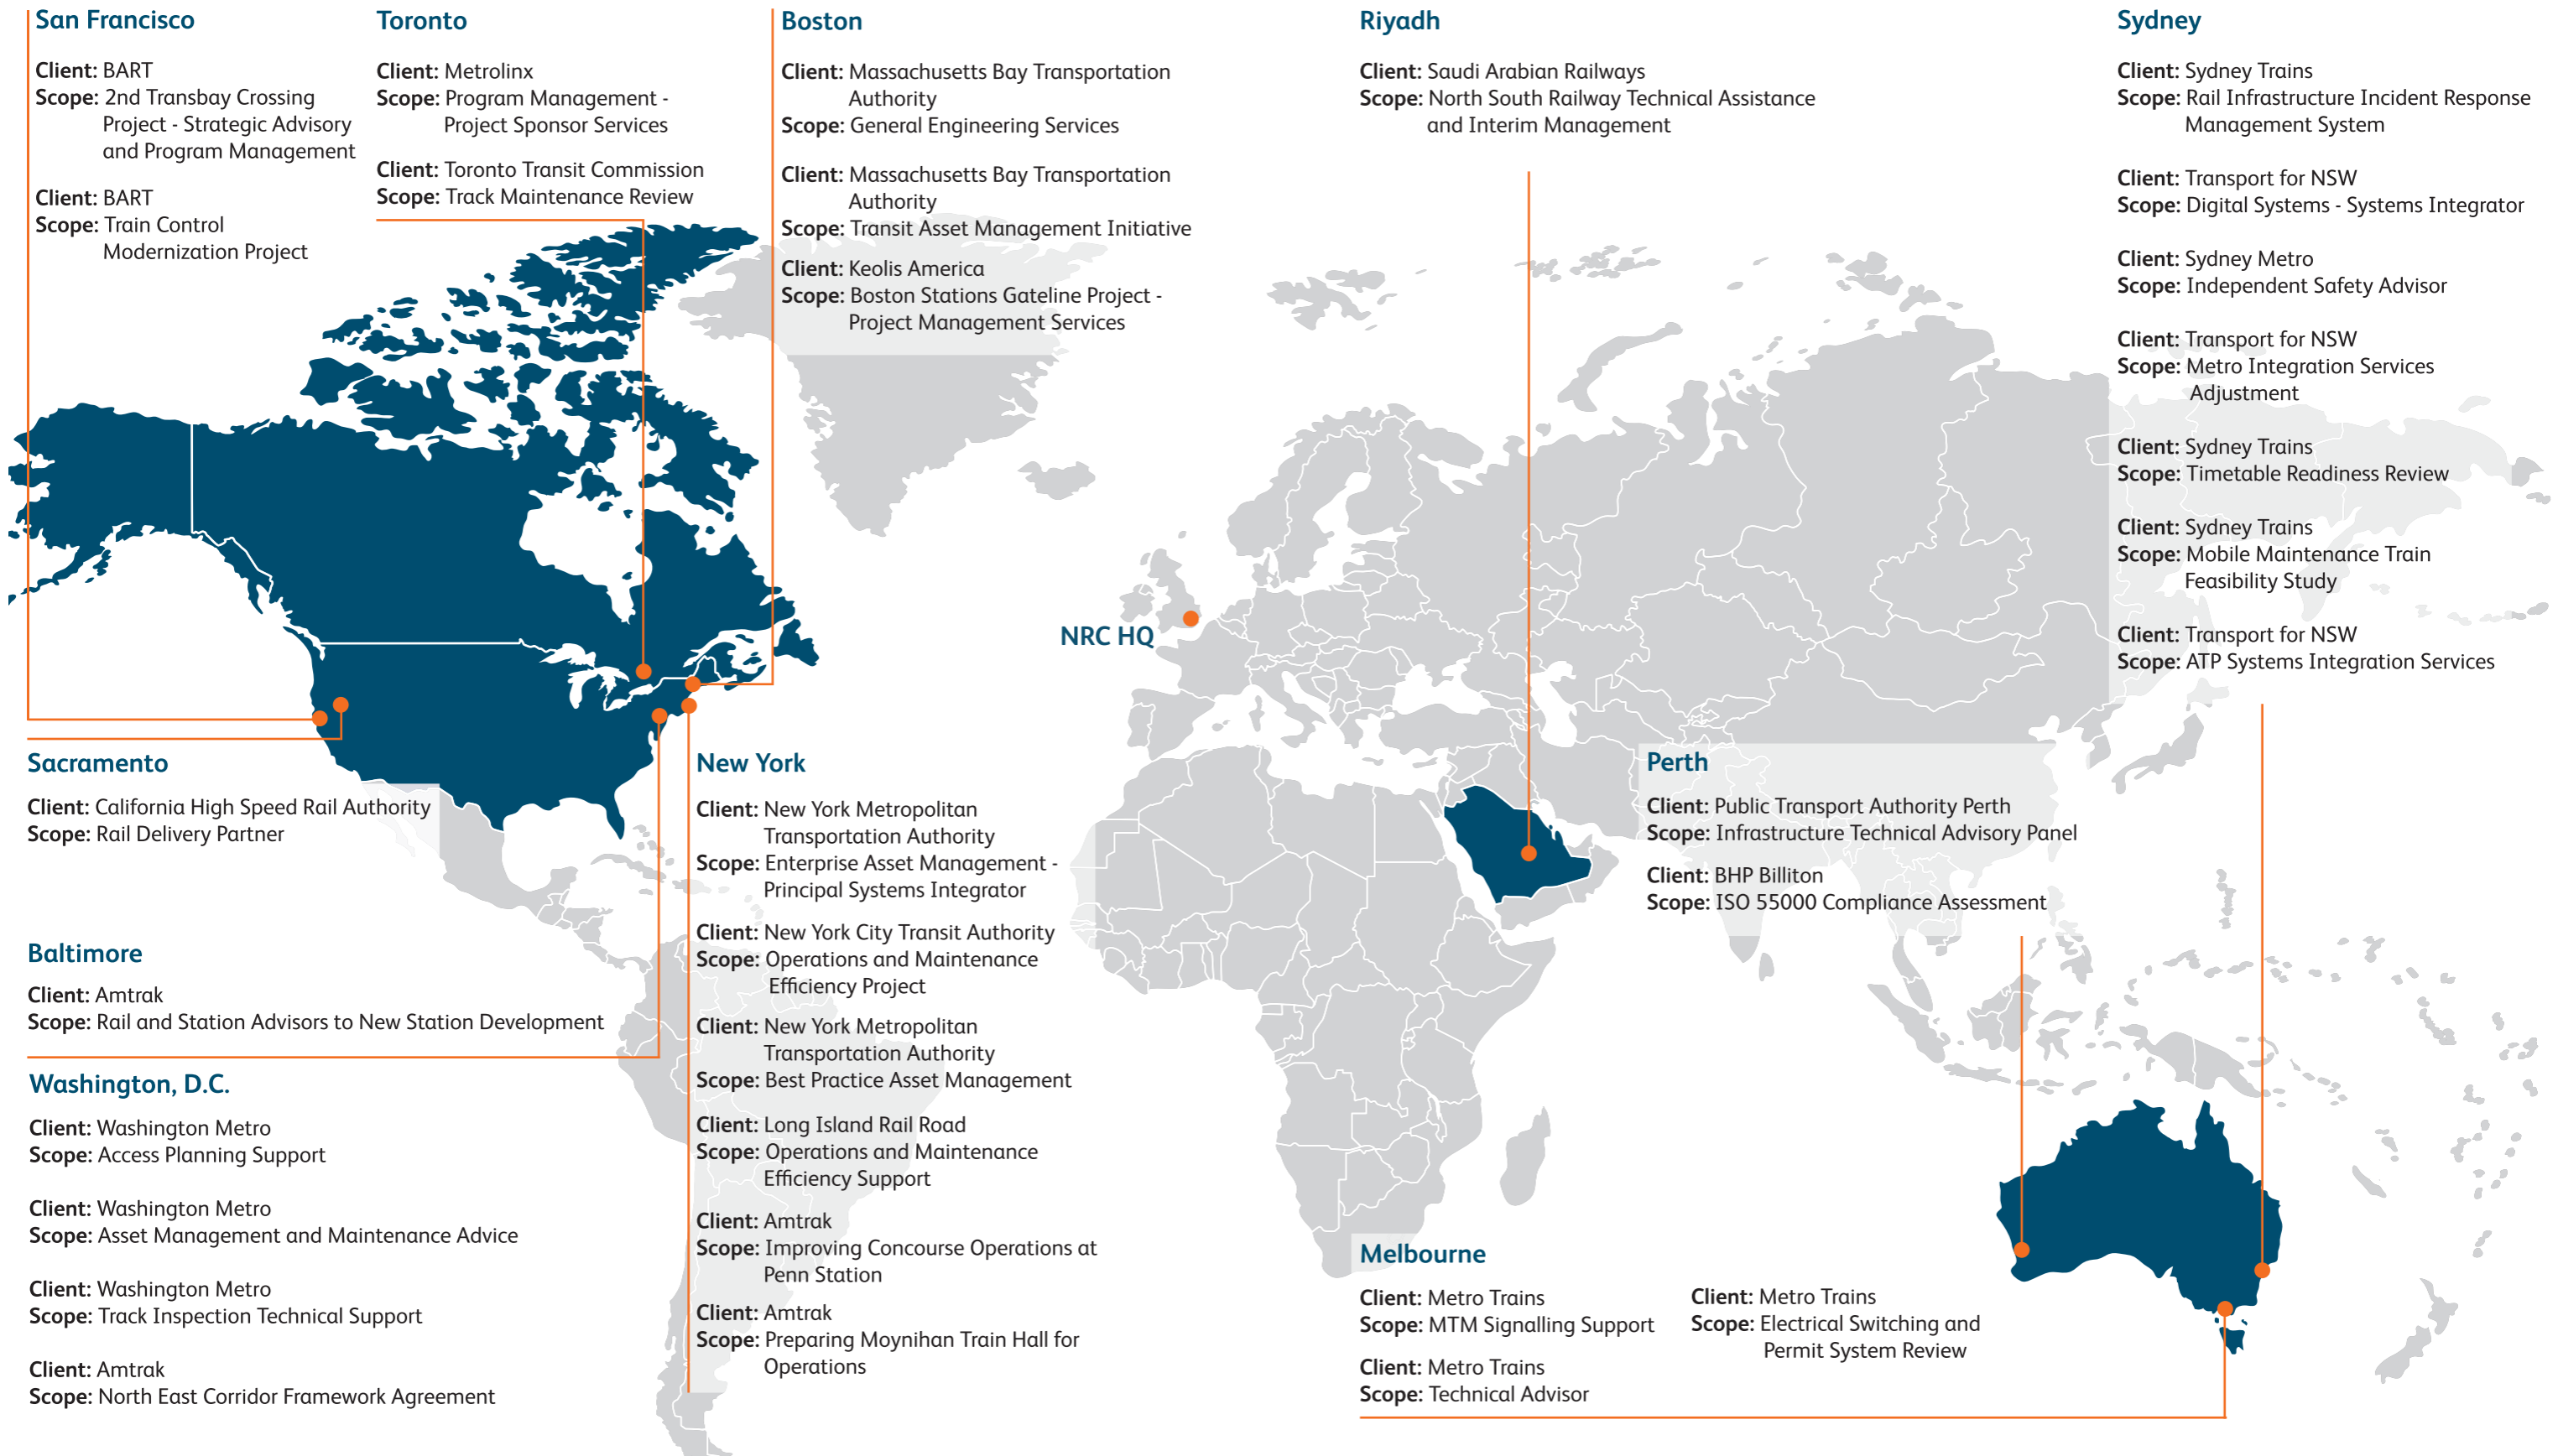 San Francisco
Client: BART
Scope: 2nd Transbay Crossing
Project - Strategic Advisory
and Program Management
Client: BART
Scope: Train Control
Modernization Project
Toronto
Client: Metrolinx
Scope: Program Management -
Project Sponsor Services
Client: Toronto Transit Commission
Scope: Track Maintenance Review
Boston
Client: Massachusetts Bay Transportation
Authority
Scope: General Engineering Services
Client: Massachusetts Bay Transportation
Authority
Scope: Transit Asset Management Initiative
Client: Keolis America
Scope: Boston Stations Gateline Project -
Project Management Services
Riyadh
Client: Saudi Arabian Railways
Scope: North South Railway Technical Assistance
and Interim Management
Sydney
Client: Sydney Trains
Scope: Rail Infrastructure Incident Response
Management System
Client: Transport for NSW
Scope: Digital Systems - Systems Integrator
Client: Sydney Metro
Scope: Independent Safety Advisor
Client: Transport for NSW
Scope: Metro Integration Services
Adjustment
Client: Sydney Trains
Scope: Timetable Readiness Review
Client: Sydney Trains
Scope: Mobile Maintenance Train
Feasibility Study
Client: Transport for NSW
Scope: ATP Systems Integration Services
NRC HQ
Sacramento
Client: California High Speed Rail Authority
Scope: Rail Delivery Partner
Baltimore
Client: Amtrak
Scope: Rail and Station Advisors to New Station Development
Washington, D.C.
Client: Washington Metro
Scope: Access Planning Support
Client: Washington Metro
Scope: Asset Management and Maintenance Advice
Client: Washington Metro
Scope: Track Inspection Technical Support
Client: Amtrak
Scope: North East Corridor Framework Agreement
New York
Client: New York Metropolitan
Transportation Authority
Scope: Enterprise Asset Management -
Principal Systems Integrator
Client: New York City Transit Authority
Scope: Operations and Maintenance
Efficiency Project
Client: New York Metropolitan
Transportation Authority
Scope: Best Practice Asset Management
Client: Long Island Rail Road
Scope: Operations and Maintenance
Efficiency Support
Client: Amtrak
Scope: Improving Concourse Operations at
Penn Station
Client: Amtrak
Scope: Preparing Moynihan Train Hall for
Operations
Perth
Client: Public Transport Authority Perth
Scope: Infrastructure Technical Advisory Panel
Client: BHP Billiton
Scope: ISO 55000 Compliance Assessment
Melbourne
Client: Metro Trains
Scope: MTM Signalling Support
Client: Metro Trains
Scope: Technical Advisor
Client: Metro Trains
Scope: Electrical Switching and
Permit System Review